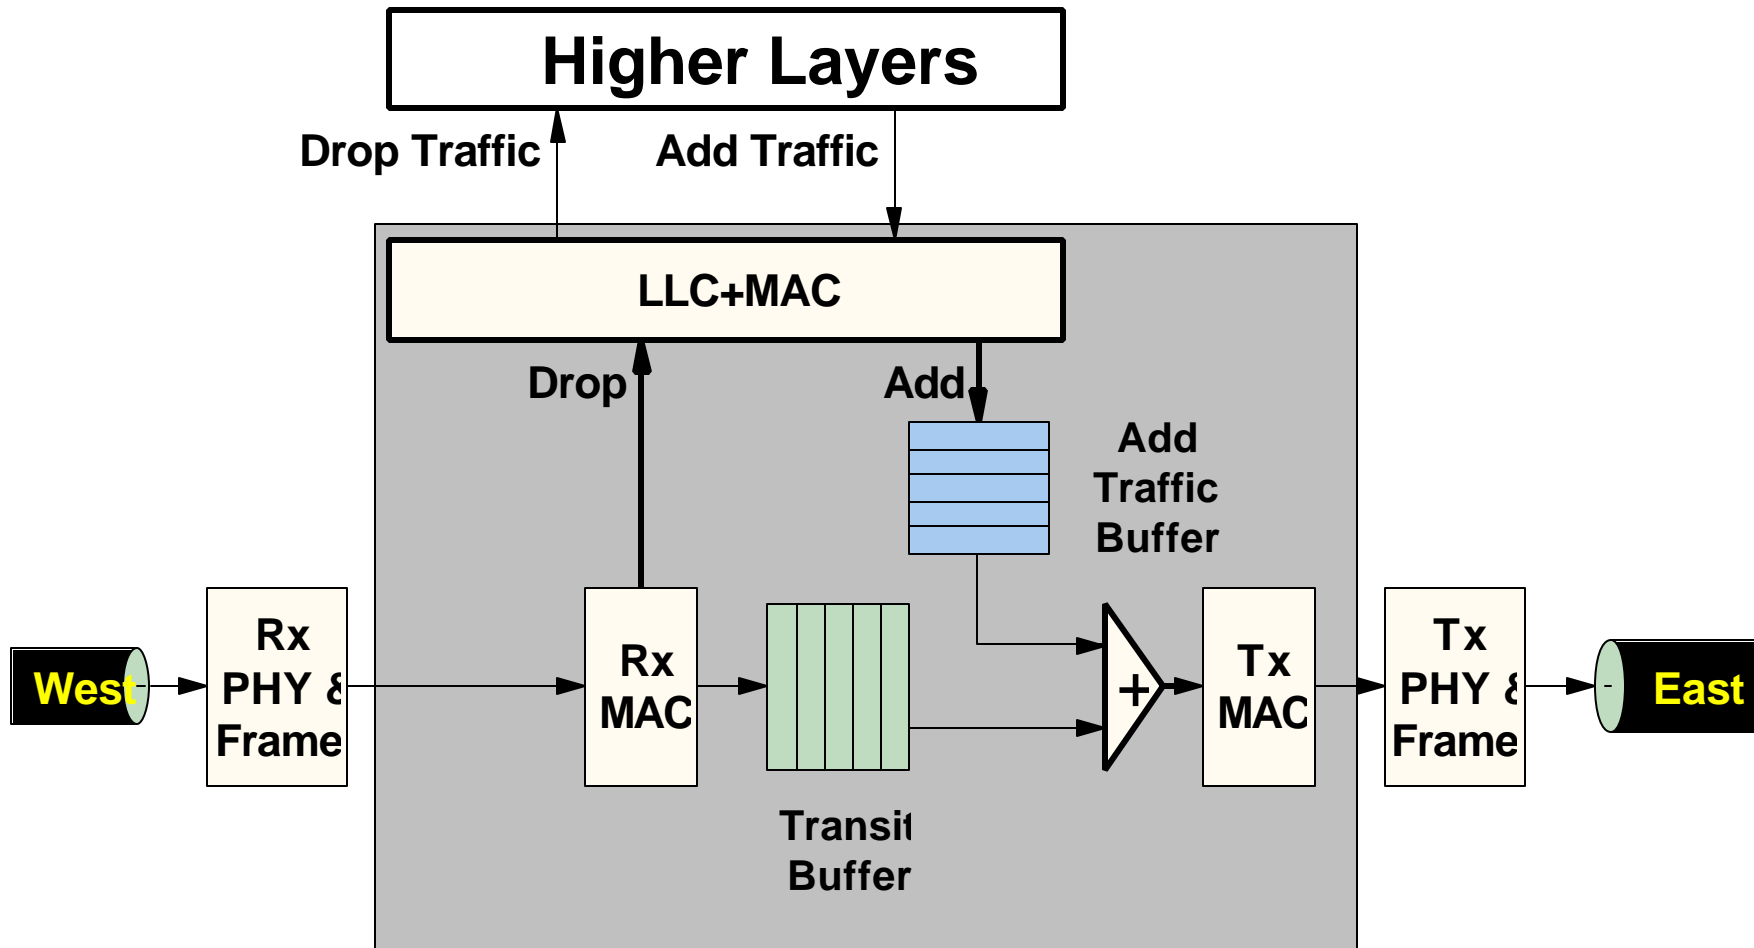 Higher Layers
Drop Traffic
Add Traffic
LLC+MAC
Drop
Add
Add
Traffic
Buffer
West
Rx
PHY &
Frame
Rx
MAC
+
Tx
MAC
Tx
PHY &
Frame
East
Transit
Buffer